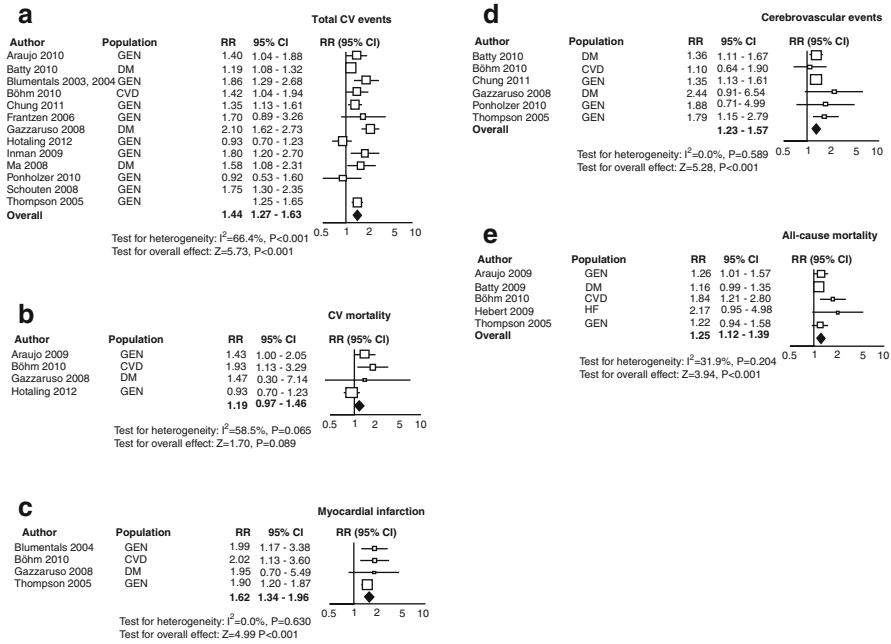 a
Total CV events
Author Population RR 95% CI RR (95% CI)
Araujo 2010 GEN 1.40 1.04 - 1.88
Batty 2010 DM 1.19 1.08 - 1.32
Blumentals 2003, 2004 GEN 1.86 1.29 - 2.68
Böhm 2010 CVD 1.42 1.04 - 1.94
Chung 2011 GEN 1.35 1.13 - 1.61
Frantzen 2006 GEN 1.70 0.89 - 3.26
Gazzaruso 2008 DM 2.10 1.62 - 2.73
Hotaling 2012 GEN 0.93 0.70 - 1.23
Inman 2009 GEN 1.80 1.20 - 2.70
Ma 2008 DM 1.58 1.08 - 2.31
Ponholzer 2010 GEN 0.92 0.53 - 1.60
Schouten 2008 GEN 1.75 1.30 - 2.35
Thompson 2005 GEN 1.25 - 1.65
Overall 1.44 1.27 - 1.63
0.5 1 2 5 10
Test for heterogeneity: I2=66.4%, P<0.001
Test for overall effect: Z=5.73, P<0.001
b
CV mortality
Author Population RR 95% CI RR (95% CI)
Araujo 2009 GEN 1.43 1.00 - 2.05
Böhm 2010 CVD 1.93 1.13 - 3.29
Gazzaruso 2008 DM 1.47 0.30 - 7.14
Hotaling 2012 GEN 0.93 0.70 - 1.23
1.19 0.97 - 1.46
0.5 1 2 5 10
Test for heterogeneity: I2=58.5%, P=0.065
Test for overall effect: Z=1.70, P=0.089
c
Myocardial infarction
Author Population RR 95% CI RR (95% CI)
Blumentals 2004 GEN 1.99 1.17 - 3.38
Böhm 2010 CVD 2.02 1.13 - 3.60
Gazzaruso 2008 DM 1.95 0.70 - 5.49
Thompson 2005 GEN 1.90 1.20 - 1.87
1.62 1.34 - 1.96
0.5 1 2 5 10
Test for heterogeneity: I2=0.0%, P=0.630
Test for overall effect: Z=4.99 P<0.001
d
Cerebrovascular events
Author Population RR 95% CI RR (95% CI)
Batty 2010 DM 1.36 1.11 - 1.67
Böhm 2010 CVD 1.10 0.64 - 1.90
Chung 2011 GEN 1.35 1.13 - 1.61
Gazzaruso 2008 DM 2.44 0.91- 6.54
Ponholzer 2010 GEN 1.88 0.71- 4.99
Thompson 2005 GEN 1.79 1.15 - 2.79
Overall 1.23 - 1.57
0.5 1 2 5 10
Test for heterogeneity: I2=0.0%, P=0.589
Test for overall effect: Z=5.28, P<0.001
e
All-cause mortality
Author Population RR 95% CI RR (95% CI)
Araujo 2009 GEN 1.26 1.01 - 1.57
Batty 2009 DM 1.16 0.99 - 1.35
Böhm 2010 CVD 1.84 1.21 - 2.80
Hebert 2009 HF 2.17 0.95 - 4.98
Thompson 2005 GEN 1.22 0.94 - 1.58
Overall 1.25 1.12 - 1.39
0.5 1 2 5 10
Test for heterogeneity: I2=31.9%, P=0.204
Test for overall effect: Z=3.94, P<0.001